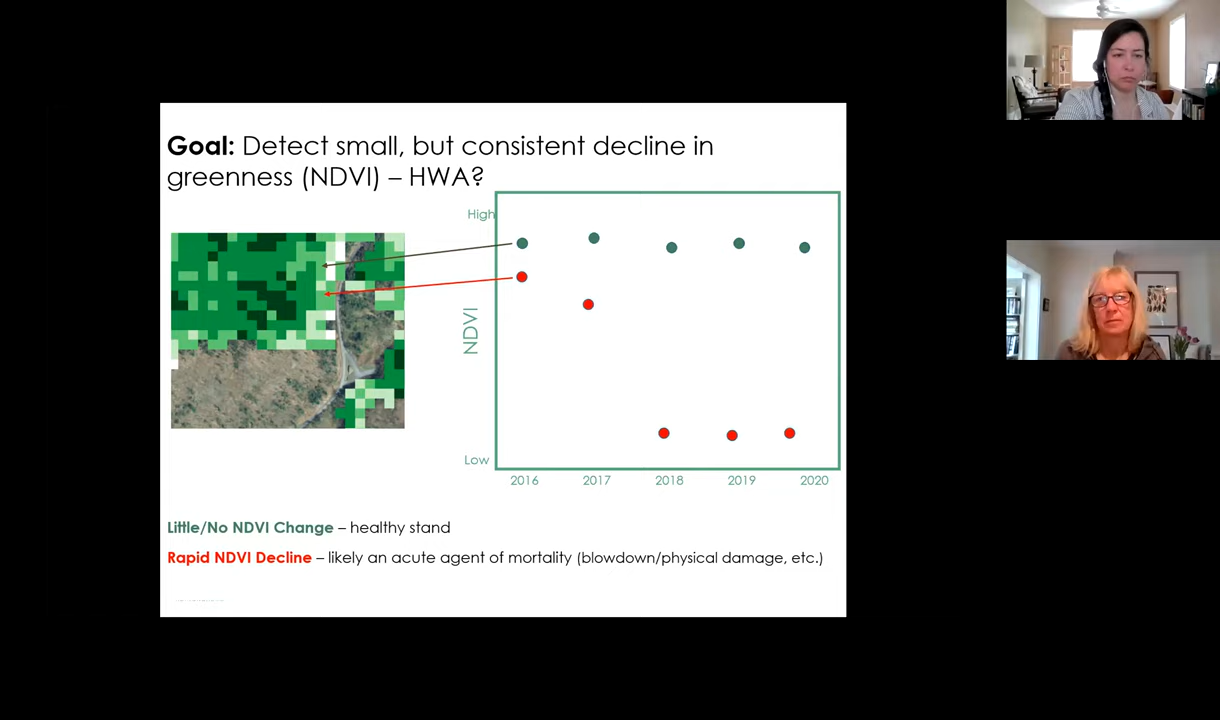 Goal: Detect small, but consistent decline in
greenness (NDVI) – HWA?
High
NDVI
Low
2016 2017 2018 2019 2020
Little/No NDVI Change – healthy stand
Rapid NDVI Decline – likely an acute agent of mortality (blowdown/physical damage, etc.)